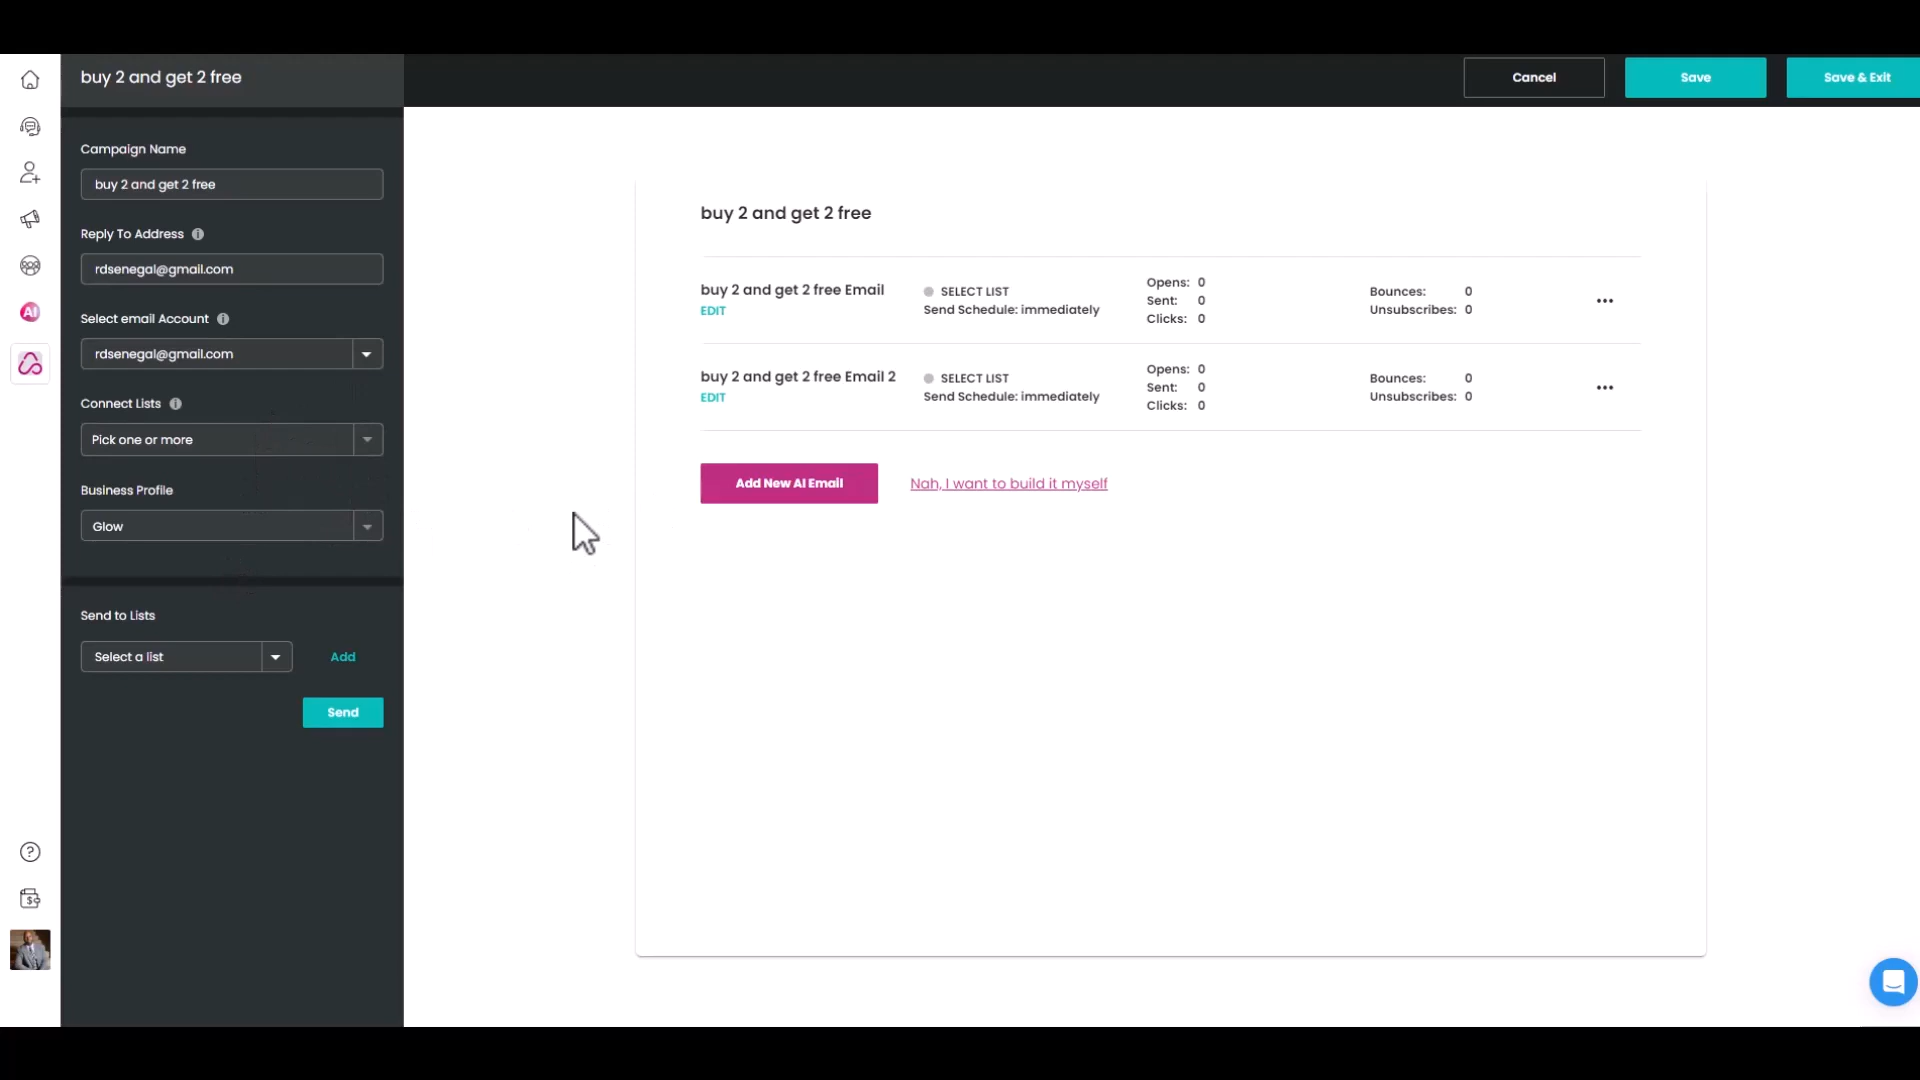 buy 2 and get 2 free
Cancel
Save
Save & Exit
Campaign Name
buy 2 and get 2 free
Reply To Address
rdsenegal@gmail.com
Select email Account
rdsenegal@gmail.com
Connect Lists
Pick one or more
Business Profile
Glow
Send to Lists
Select a list
Add
Send
AI
buy 2 and get 2 free
buy 2 and get 2 free Email
EDIT
SELECT LIST
Send Schedule: immediately
Opens: 0
Sent: 0
Clicks: 0
Bounces: 0
Unsubscribes: 0
buy 2 and get 2 free Email 2
EDIT
SELECT LIST
Send Schedule: immediately
Opens: 0
Sent: 0
Clicks: 0
Bounces: 0
Unsubscribes: 0
Add New AI Email
Nah, I want to build it myself